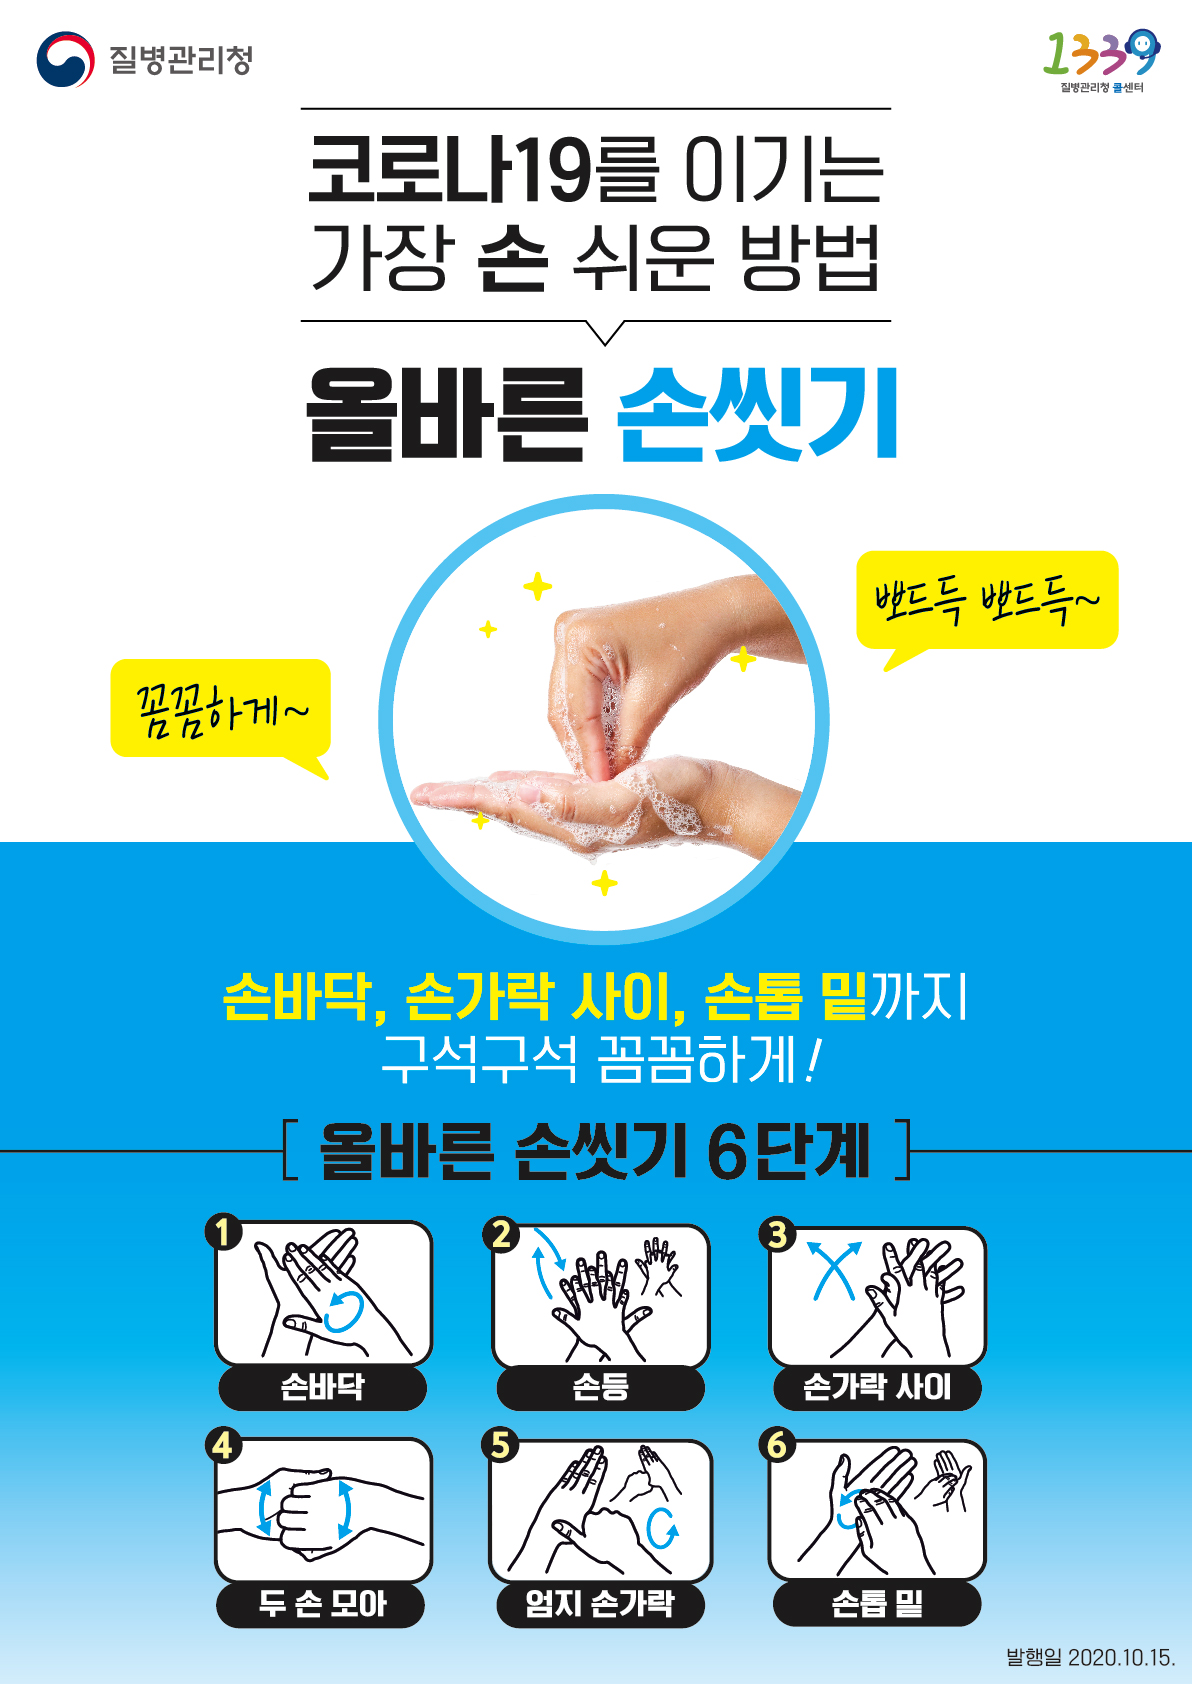 질병관리청
1339
질병관리청 콜센터
코로나19를 이기는
가장 손 쉬운 방법
올바른 손씻기
뽀드득 뽀드득~
꼼꼼하게~
손바닥, 손가락 사이, 손톱 밑까지
구석구석 꼼꼼하게!
[ 올바른 손씻기 6단계 ]
1
손바닥
2
손등
3
손가락 사이
4
두 손 모아
5
엄지 손가락
6
손톱 밑
발행일 2020.10.15.